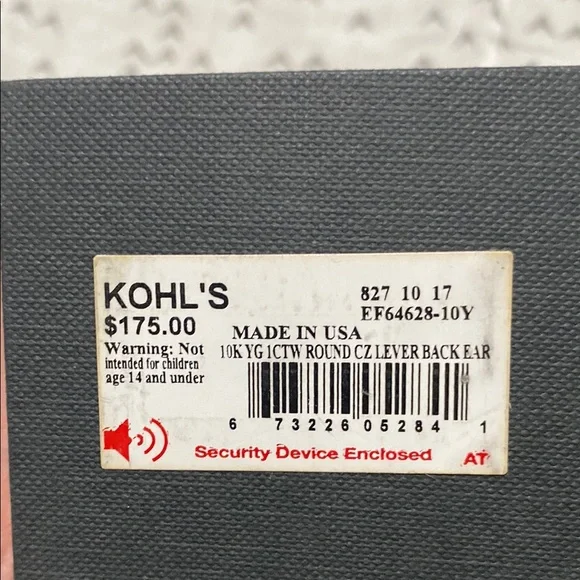 KOHL'S
827 10 17
$175.00
EF64628-10Y
MADE IN USA
Warning: Not
intended for children
age 14 and under
10K YG 1CTW ROUND CZ LEVER BACK EAR
6 73226 05284 1
Security Device Enclosed
AT